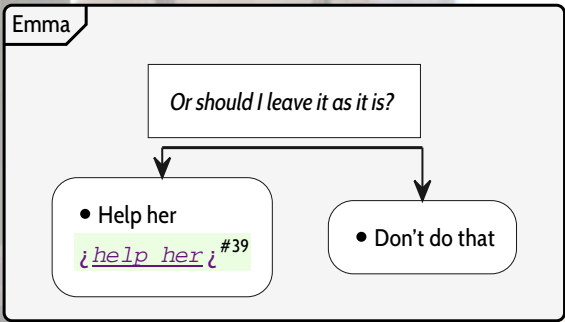 Emma
Or should I leave it as it is?
• Help her
¿help her¿#39
• Don't do that